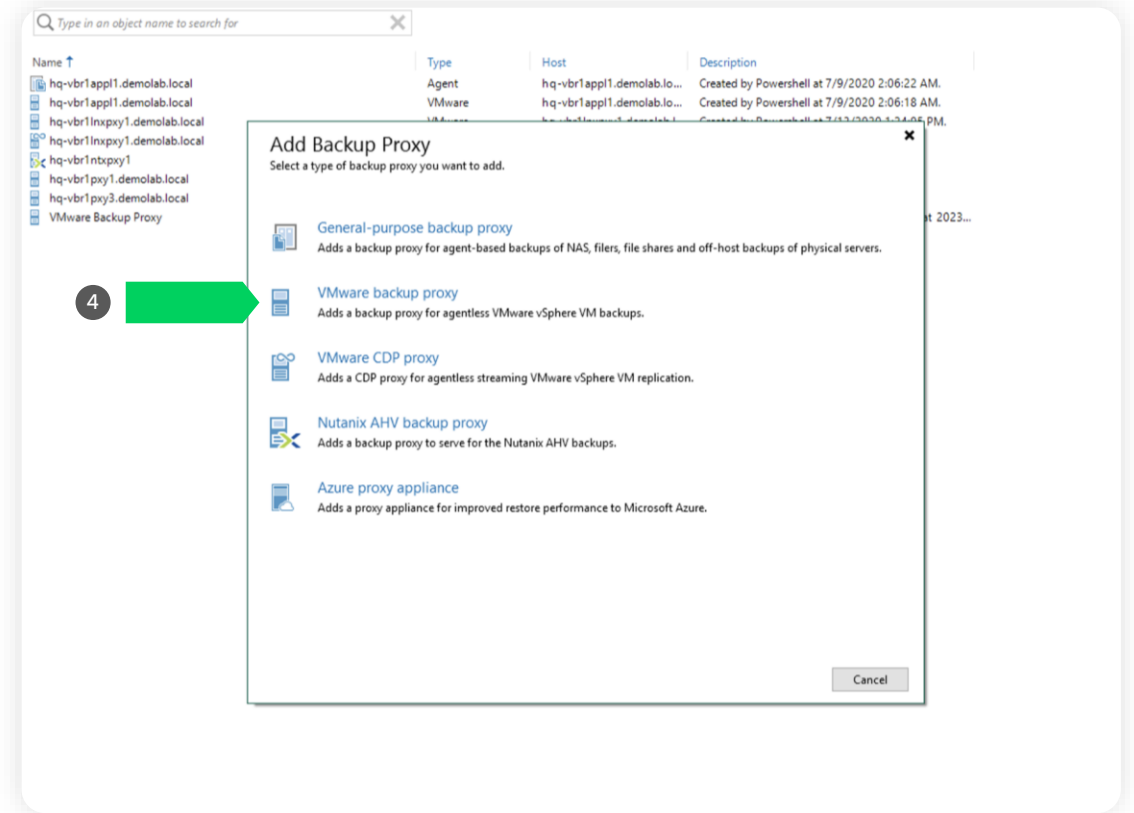 Type in an object name to search for
Name Type Host Description
hq-vbr1appl1.demolab.local Agent hq-vbr1appl1.demolab.lo... Created by Powershell at 7/9/2020 2:06:22 AM.
hq-vbr1appl1.demolab.local VMware hq-vbr1appl1.demolab.lo... Created by Powershell at 7/9/2020 2:06:18 AM.
hq-vbr1lnxpxy1.demolab.local PM.
hq-vbr1lnxpxy1.demolab.local
hq-vbr1ntxpxy1
hq-vbr1pxy1.demolab.local
hq-vbr1pxy3.demolab.local
VMware Backup Proxy at 2023...
Add Backup Proxy
Select a type of backup proxy you want to add.
General-purpose backup proxy
Adds a backup proxy for agent-based backups of NAS, filers, file shares and off-host backups of physical servers.
4
VMware backup proxy
Adds a backup proxy for agentless VMware vSphere VM backups.
VMware CDP proxy
Adds a CDP proxy for agentless streaming VMware vSphere VM replication.
Nutanix AHV backup proxy
Adds a backup proxy to serve for the Nutanix AHV backups.
Azure proxy appliance
Adds a proxy appliance for improved restore performance to Microsoft Azure.
Cancel